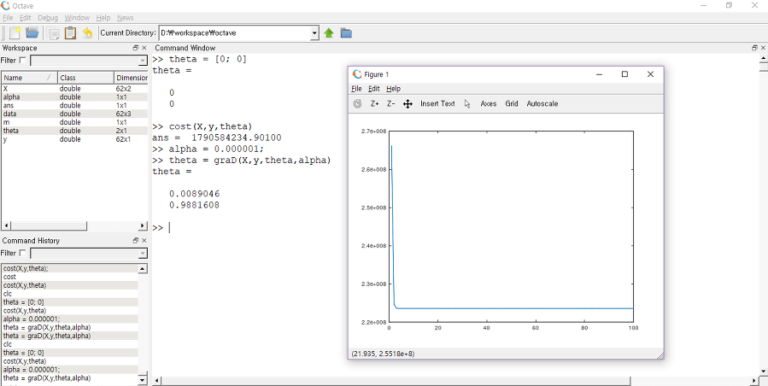 Octave
File Edit Debug Window Help News
Current Directory: D:₩workspace₩octave
Workspace
Filter
Name Class Dimension
X double 62x2
alpha double 1x1
ans double 1x1
data double 62x3
m double 1x1
theta double 2x1
y double 62x1
Command History
Filter
cost(X,y,theta);
cost
cost(X,y,theta)
clc
theta = [0; 0]
cost(X,y,theta)
alpha = 0.000001;
theta = graD(X,y,theta,alpha)
theta = graD(X,y,theta,alpha)
clc
theta = [0; 0]
cost(X,y,theta)
alpha = 0.000001;
theta = graD(X,y,theta,alpha)
Command Window
>> theta = [0; 0]
theta =
0
0
>> cost(X,y,theta)
ans = 1790584234.90100
>> alpha = 0.000001;
>> theta = graD(X,y,theta,alpha)
theta =
0.0089046
0.9881608
>>
Figure 1
File Edit Help
Z+ Z- Insert Text Axes Grid Autoscale
2.7e+008
2.6e+008
2.5e+008
2.4e+008
2.3e+008
2.2e+008
0 20 40 60 80 100
(21.935, 2.5518e+8)